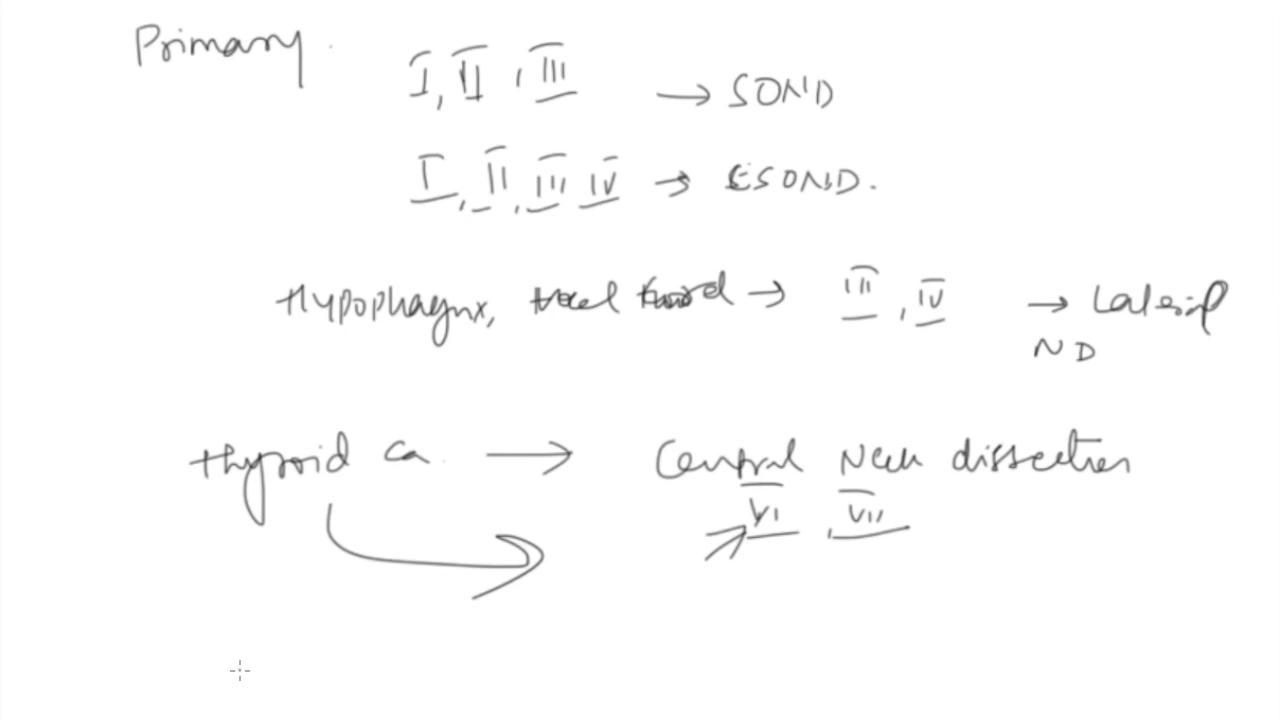 Primary.
I, II, III → SOND
I, II, III IV → ESOND.
Hypopharynx, → III, IV → Lateral
ND
thyroid ca. → Central Neck dissection
VI, VII